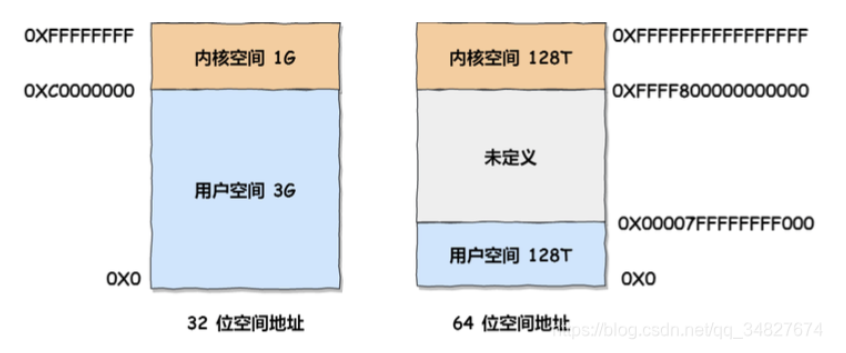 0XFFFFFFFF
内核空间 1G
0XC0000000
用户空间 3G
0X0
32 位空间地址
0XFFFFFFFFFFFFFFFF
内核空间 128T
0XFFFF800000000000
未定义
0X00007FFFFFFFF000
用户空间 128T
0X0
64 位空间地址
https://blog.csdn.net/qq_34827674